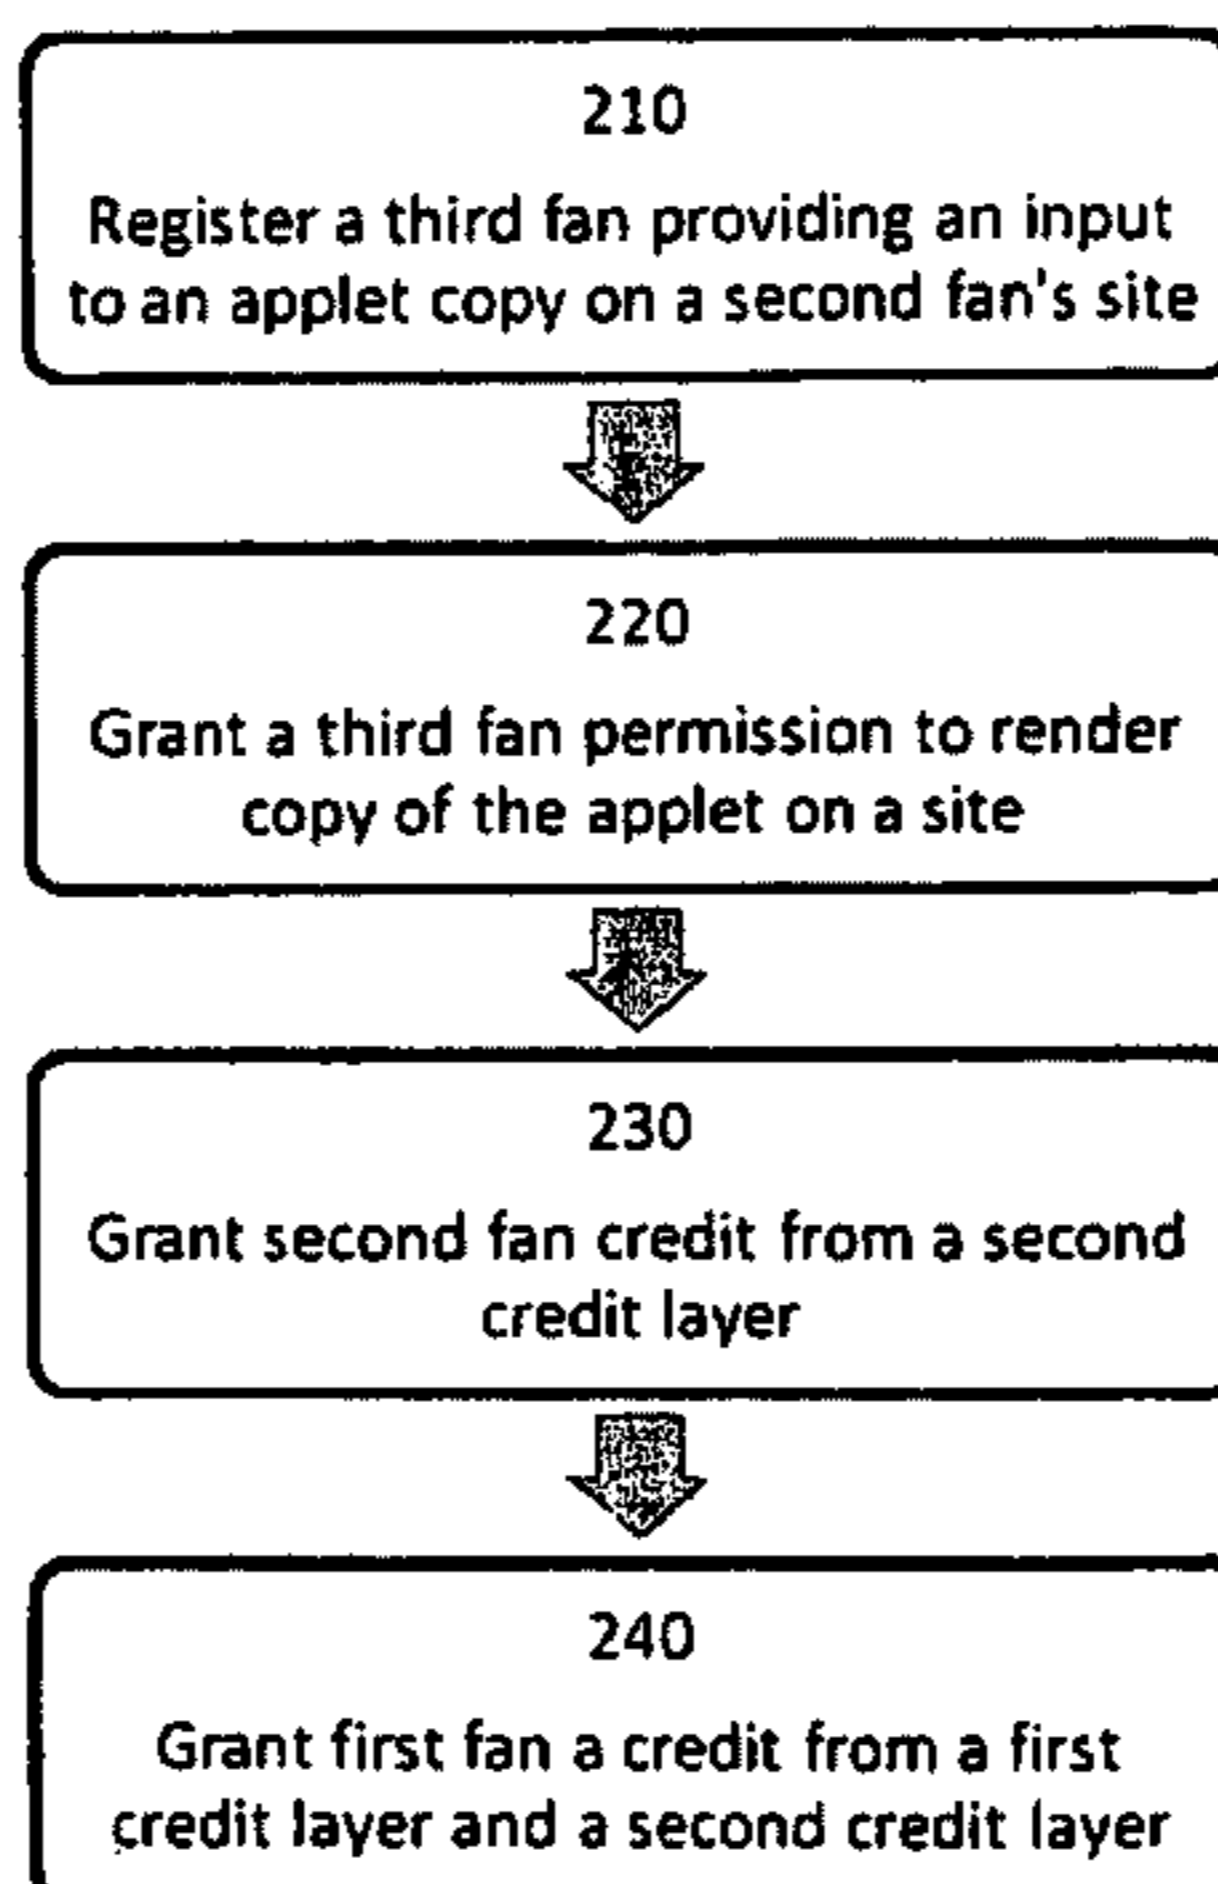 210
Register a third fan providing an input
to an applet copy on a second fan's site
220
Grant a third fan permission to render
copy of the applet on a site
230
Grant second fan credit from a second
credit layer
240
Grant first fan a credit from a first
credit layer and a second credit layer